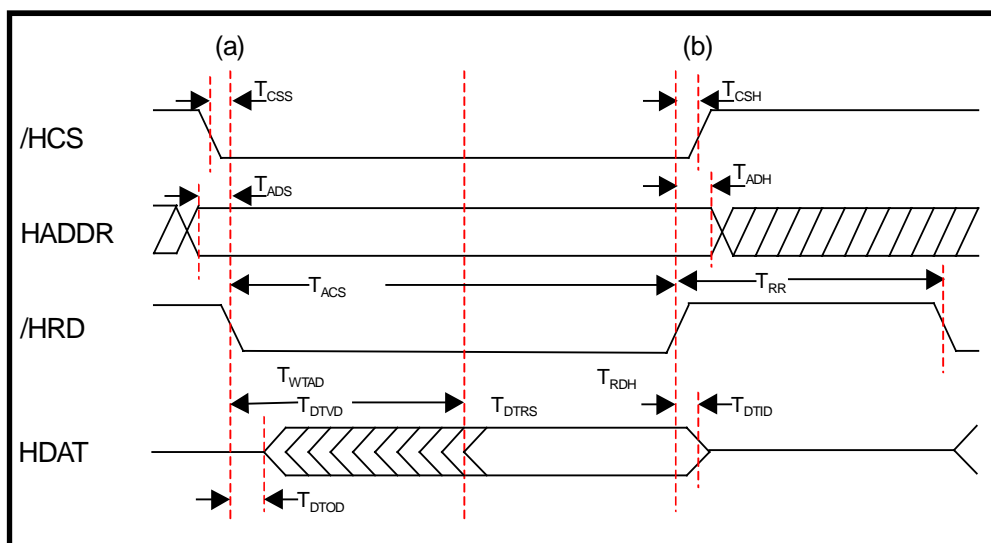 (a) (b)
TCSS TCSH
/HCS
TADS TADH
HADDR
TACS TRR
/HRD
TWTAD TRDH
TDTVD TDTRS TDTID
HDAT
TDTOD